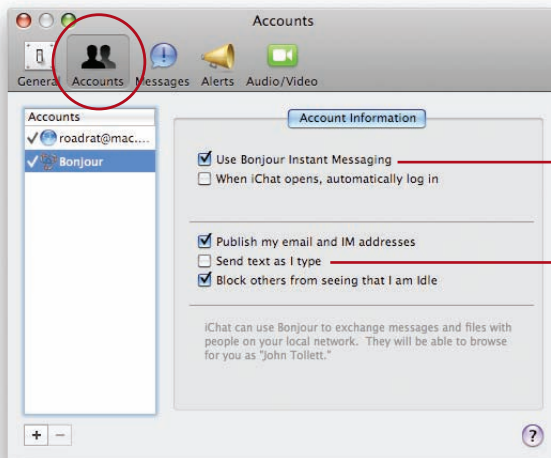 Accounts
General Accounts Messages Alerts Audio/Video
Accounts
roadrat@mac....
Bonjour
Account Information
Use Bonjour Instant Messaging
When iChat opens, automatically log in
Publish my email and IM addresses
Send text as I type
Block others from seeing that I am Idle
iChat can use Bonjour to exchange messages and files with
people on your local network. They will be able to browse
for you as "John Tollett."
+ −
?